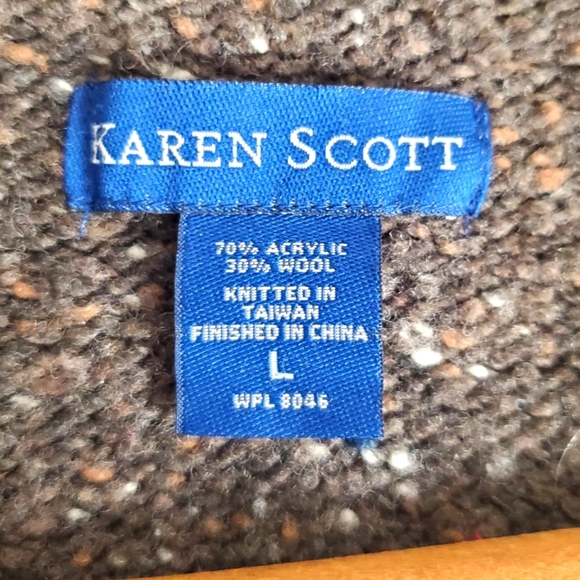 KAREN SCOTT
70% ACRYLIC
30% WOOL
KNITTED IN
TAIWAN
FINISHED IN CHINA
L
WPL 8046